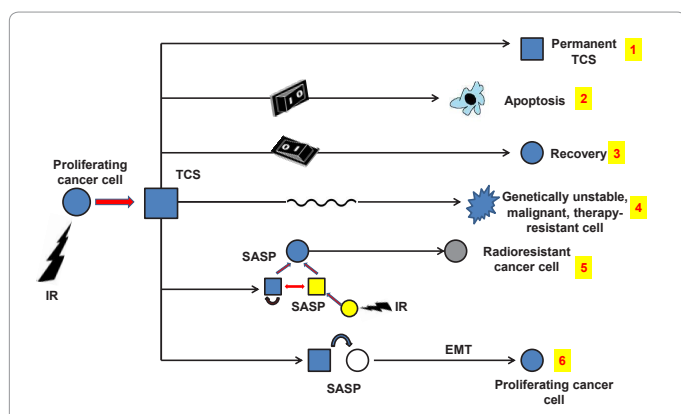 Permanent
TCS
1
Apoptosis
2
Proliferating
cancer cell
TCS
Recovery
3
Genetically unstable,
malignant, therapy-
resistant cell
4
IR
SASP
Radioresistant
cancer cell
5
SASP
IR
EMT
6
SASP
Proliferating cancer
cell